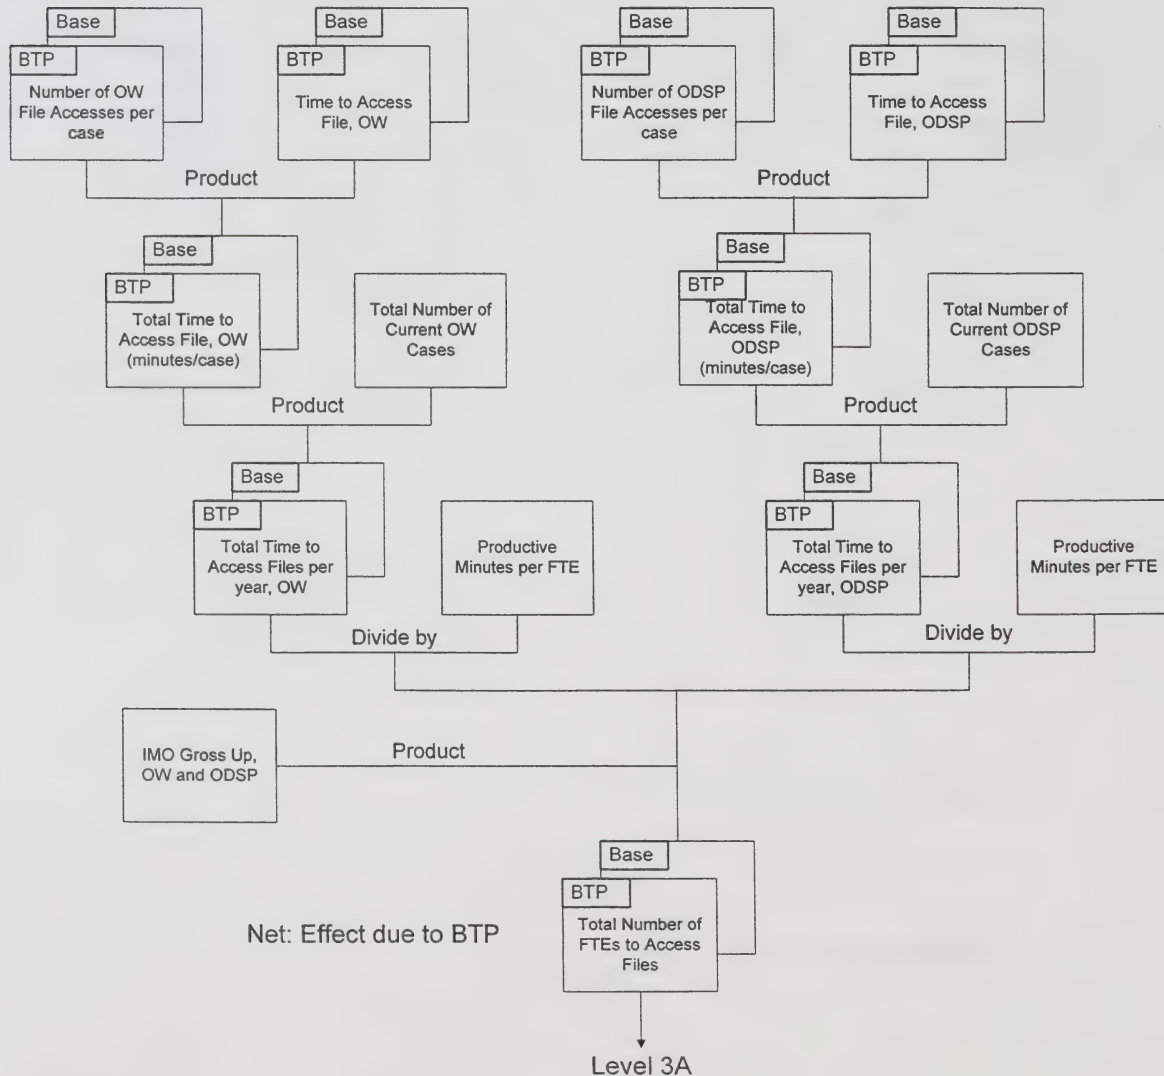 Base
BTP
Number of OW
File Accesses per
case
Base
BTP
Time to Access
File, OW
Base
BTP
Number of ODSP
File Accesses per
case
Base
BTP
Time to Access
File, ODSP
Product
Product
Base
BTP
Total Time to
Access File, OW
(minutes/case)
Total Number of
Current OW
Cases
Base
BTP
Total Time to
Access File,
ODSP
(minutes/case)
Total Number of
Current ODSP
Cases
Product
Product
Base
BTP
Total Time to
Access Files per
year, OW
Productive
Minutes per FTE
Base
BTP
Total Time to
Access Files per
year, ODSP
Productive
Minutes per FTE
Divide by
Divide by
IMO Gross Up,
OW and ODSP
Product
Base
BTP
Total Number of
FTEs to Access
Files
Net: Effect due to BTP
Level 3A